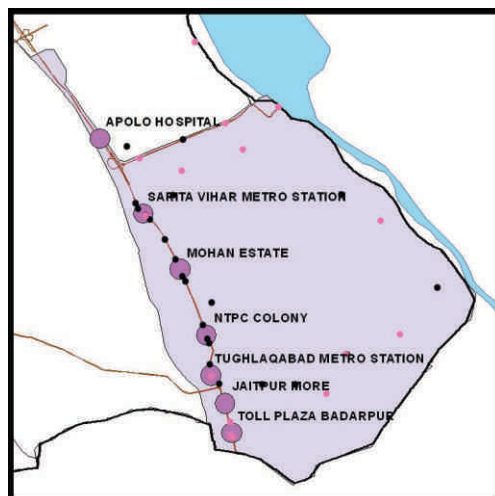 APOLO HOSPITAL
SARITA VIHAR METRO STATION
MOHAN ESTATE
NTPC COLONY
TUGHLAQABAD METRO STATION
JAITPUR MORE
TOLL PLAZA BADARPUR